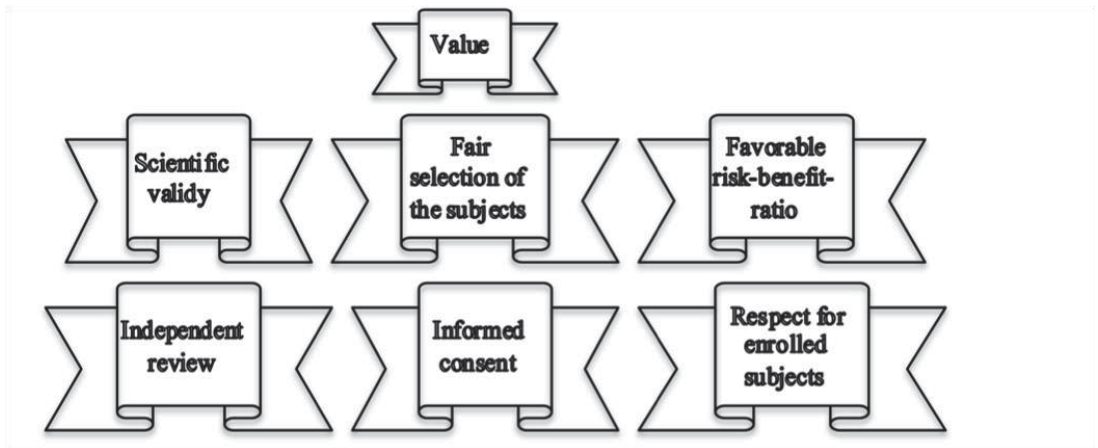 Value
Scientific
validy
Fair
selection of
the subjects
Favorable
risk-benefit-
ratio
Independent
review
Informed
consent
Respect for
enrolled
subjects